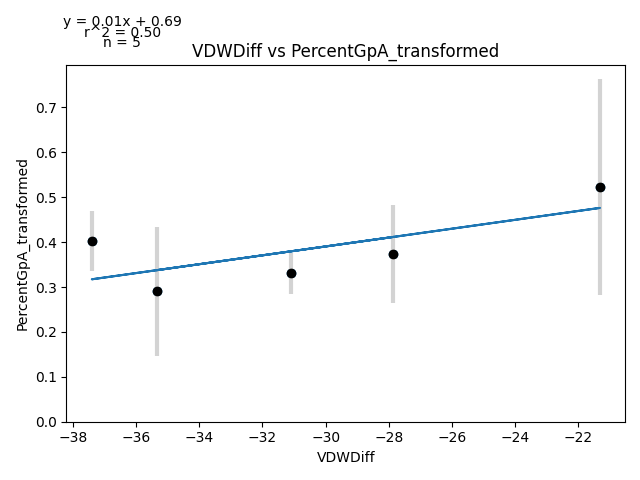 y = 0.01x + 0.69
r^2 = 0.50
n = 5
VDWDiff vs PercentGpA_transformed
PercentGpA_transformed
0.7
0.6
0.5
0.4
0.3
0.2
0.1
0.0
−38 −36 −34 −32 −30 −28 −26 −24 −22
VDWDiff